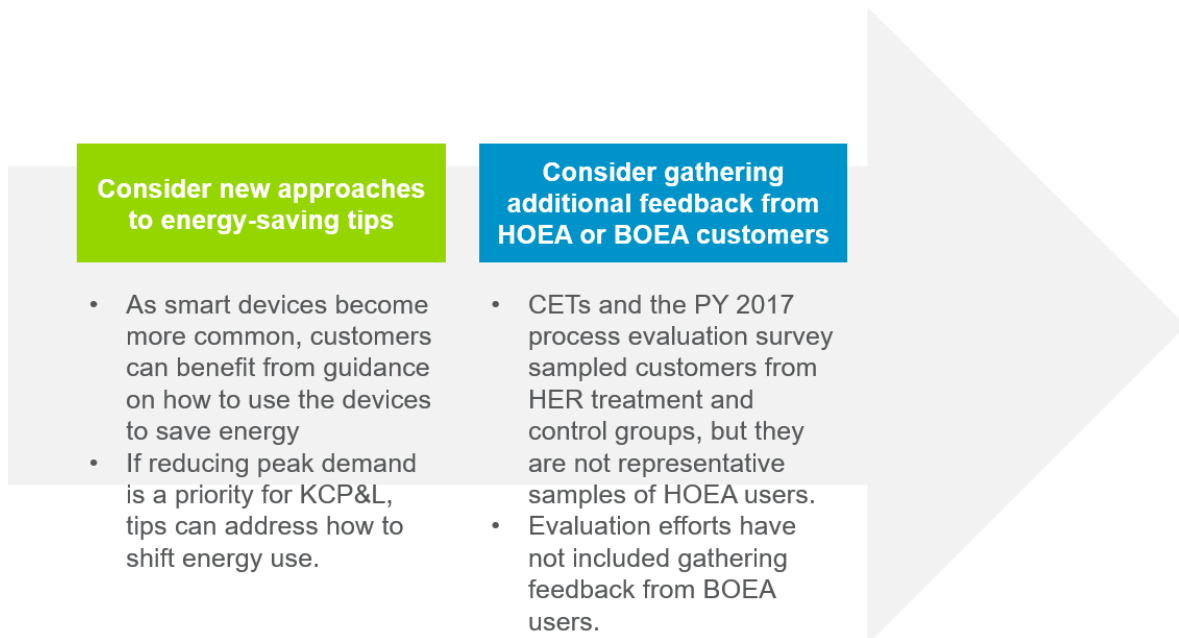 Consider new approaches
to energy-saving tips
• As smart devices become
more common, customers
can benefit from guidance
on how to use the devices
to save energy
• If reducing peak demand
is a priority for KCP&L,
tips can address how to
shift energy use.
Consider gathering
additional feedback from
HOEA or BOEA customers
• CETs and the PY 2017
process evaluation survey
sampled customers from
HER treatment and
control groups, but they
are not representative
samples of HOEA users.
• Evaluation efforts have
not included gathering
feedback from BOEA
users.